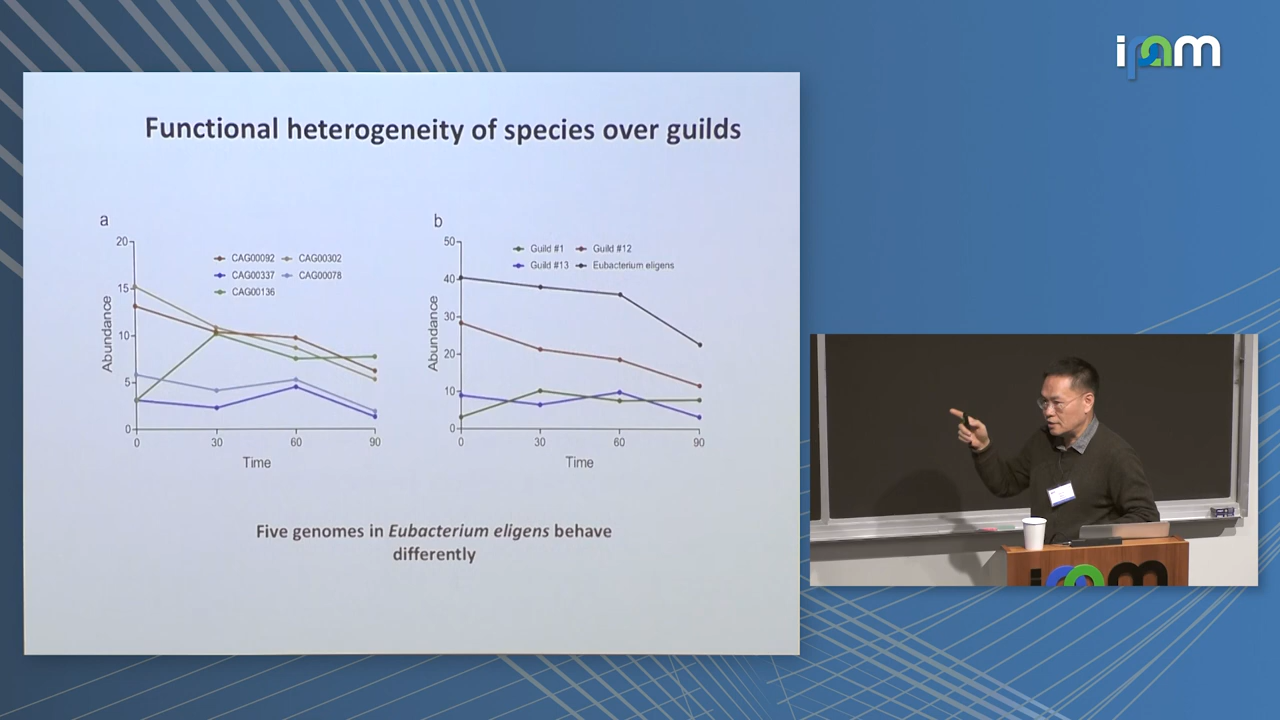 ipam
Functional heterogeneity of species over guilds
a
20
15
10
5
0
0 30 60 90
Abundance
Time
CAG00092 CAG00302
CAG00337 CAG00078
CAG00136
b
50
40
30
20
10
0
0 30 60 90
Abundance
Time
Guild #1 Guild #12
Guild #13 Eubacterium eligens
Five genomes in Eubacterium eligens behave
differently
ipam